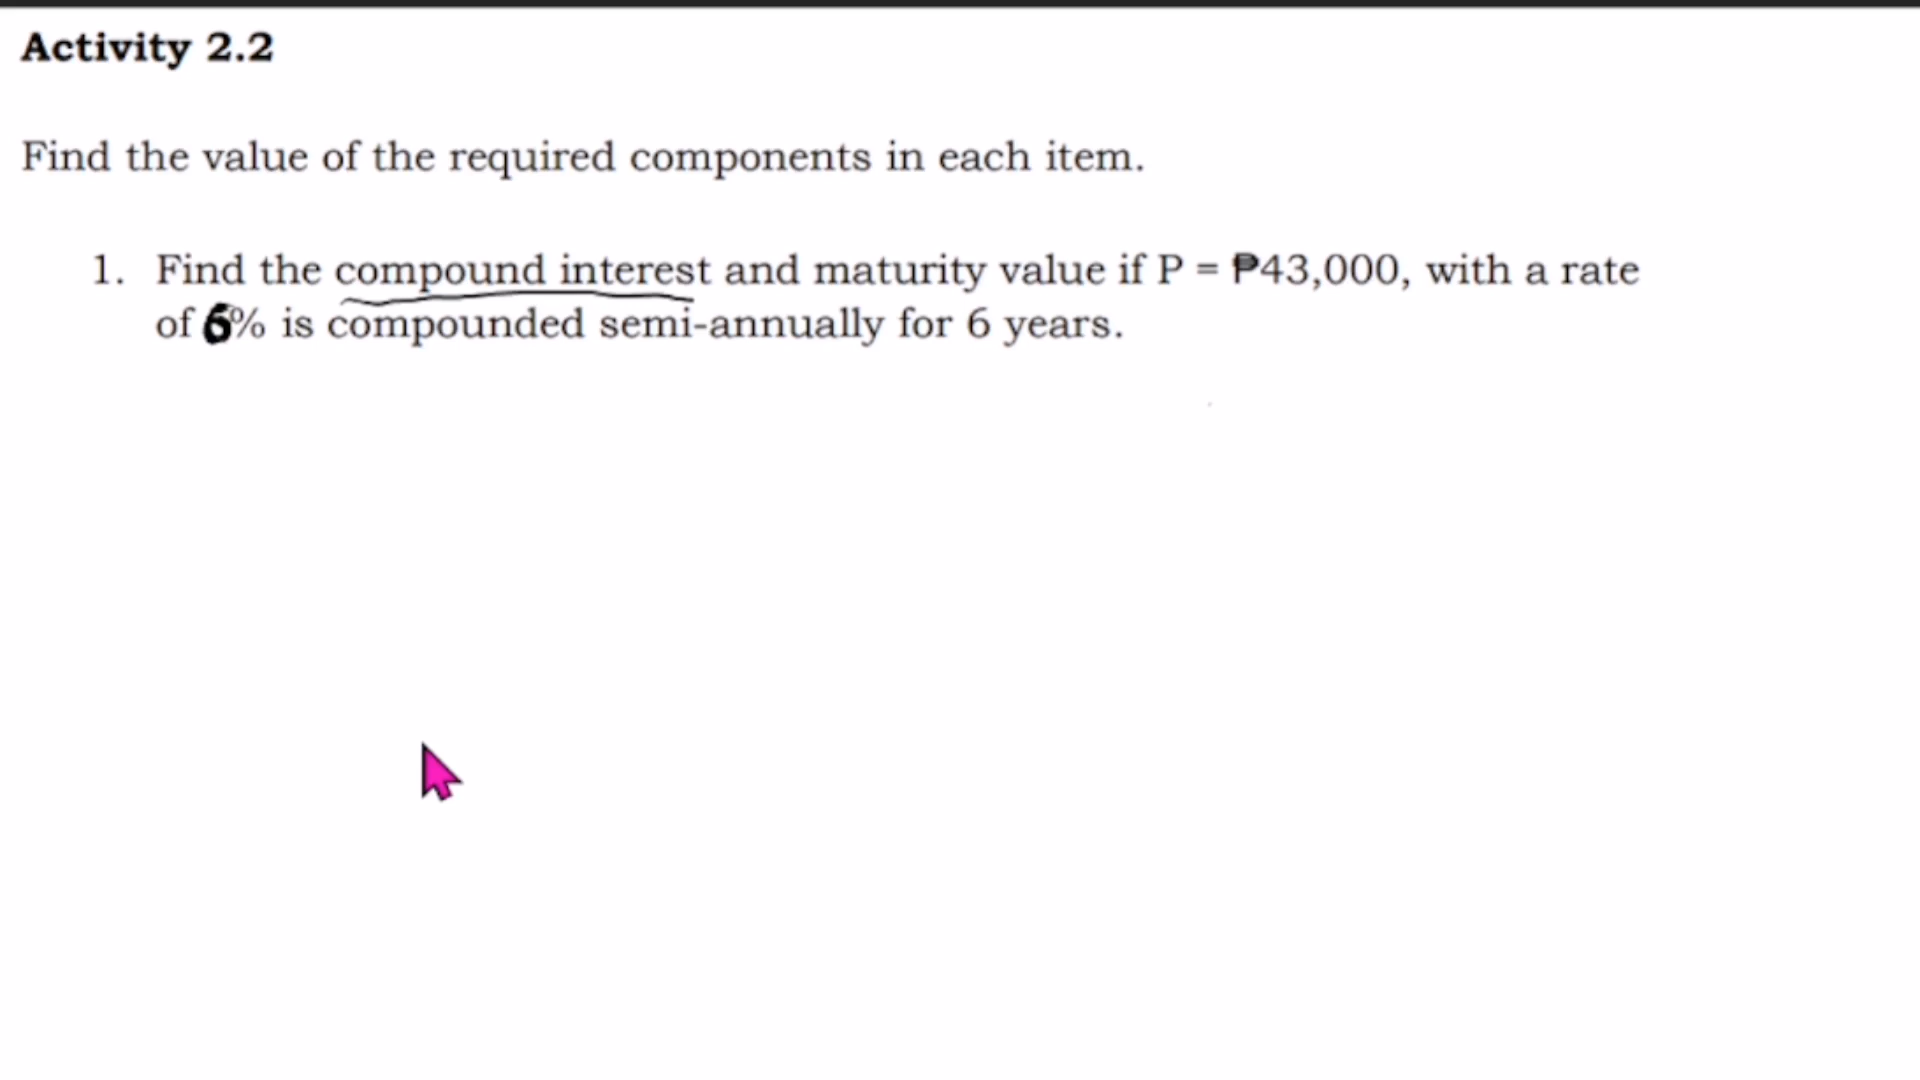 Activity 2.2
Find the value of the required components in each item.
1. Find the compound interest and maturity value if P = ₱43,000, with a rate
of 6% is compounded semi-annually for 6 years.